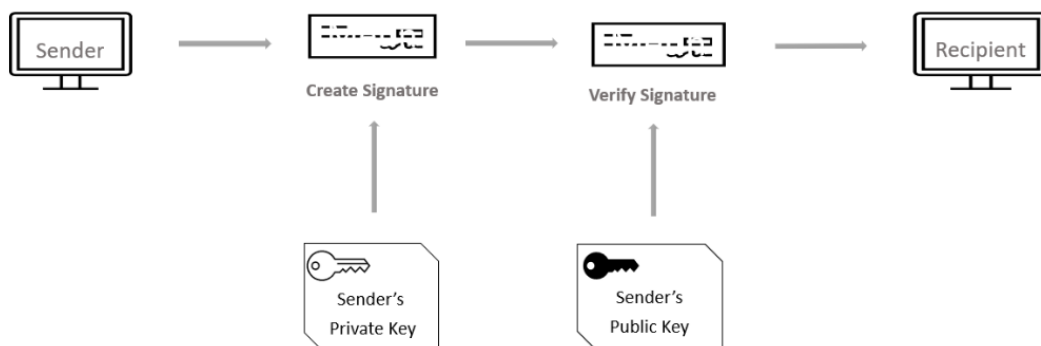 Sender
Recipient
Create Signature
Verify Signature
Sender’s
Private Key
Sender’s
Public Key